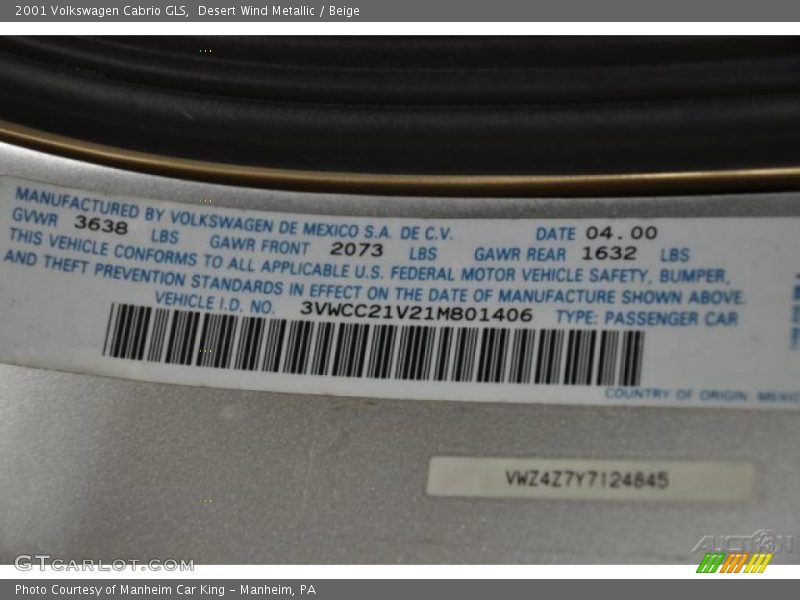 2001 Volkswagen Cabrio GLS,  Desert Wind Metallic / Beige
MANUFACTURED BY VOLKSWAGEN DE MEXICO S.A. DE C.V. DATE 04.00
GVWR 3638 LBS GAWR FRONT 2073 LBS GAWR REAR 1632 LBS
THIS VEHICLE CONFORMS TO ALL APPLICABLE U.S. FEDERAL MOTOR VEHICLE SAFETY, BUMPER,
AND THEFT PREVENTION STANDARDS IN EFFECT ON THE DATE OF MANUFACTURE SHOWN ABOVE.
VEHICLE I.D. NO. 3VWCC21V21M801406 TYPE: PASSENGER CAR
COUNTRY OF ORIGIN MEXIC
VWZ4Z7Y7124845
AUCTION
GTCARLOT.COM
Photo Courtesy of Manheim Car King - Manheim, PA